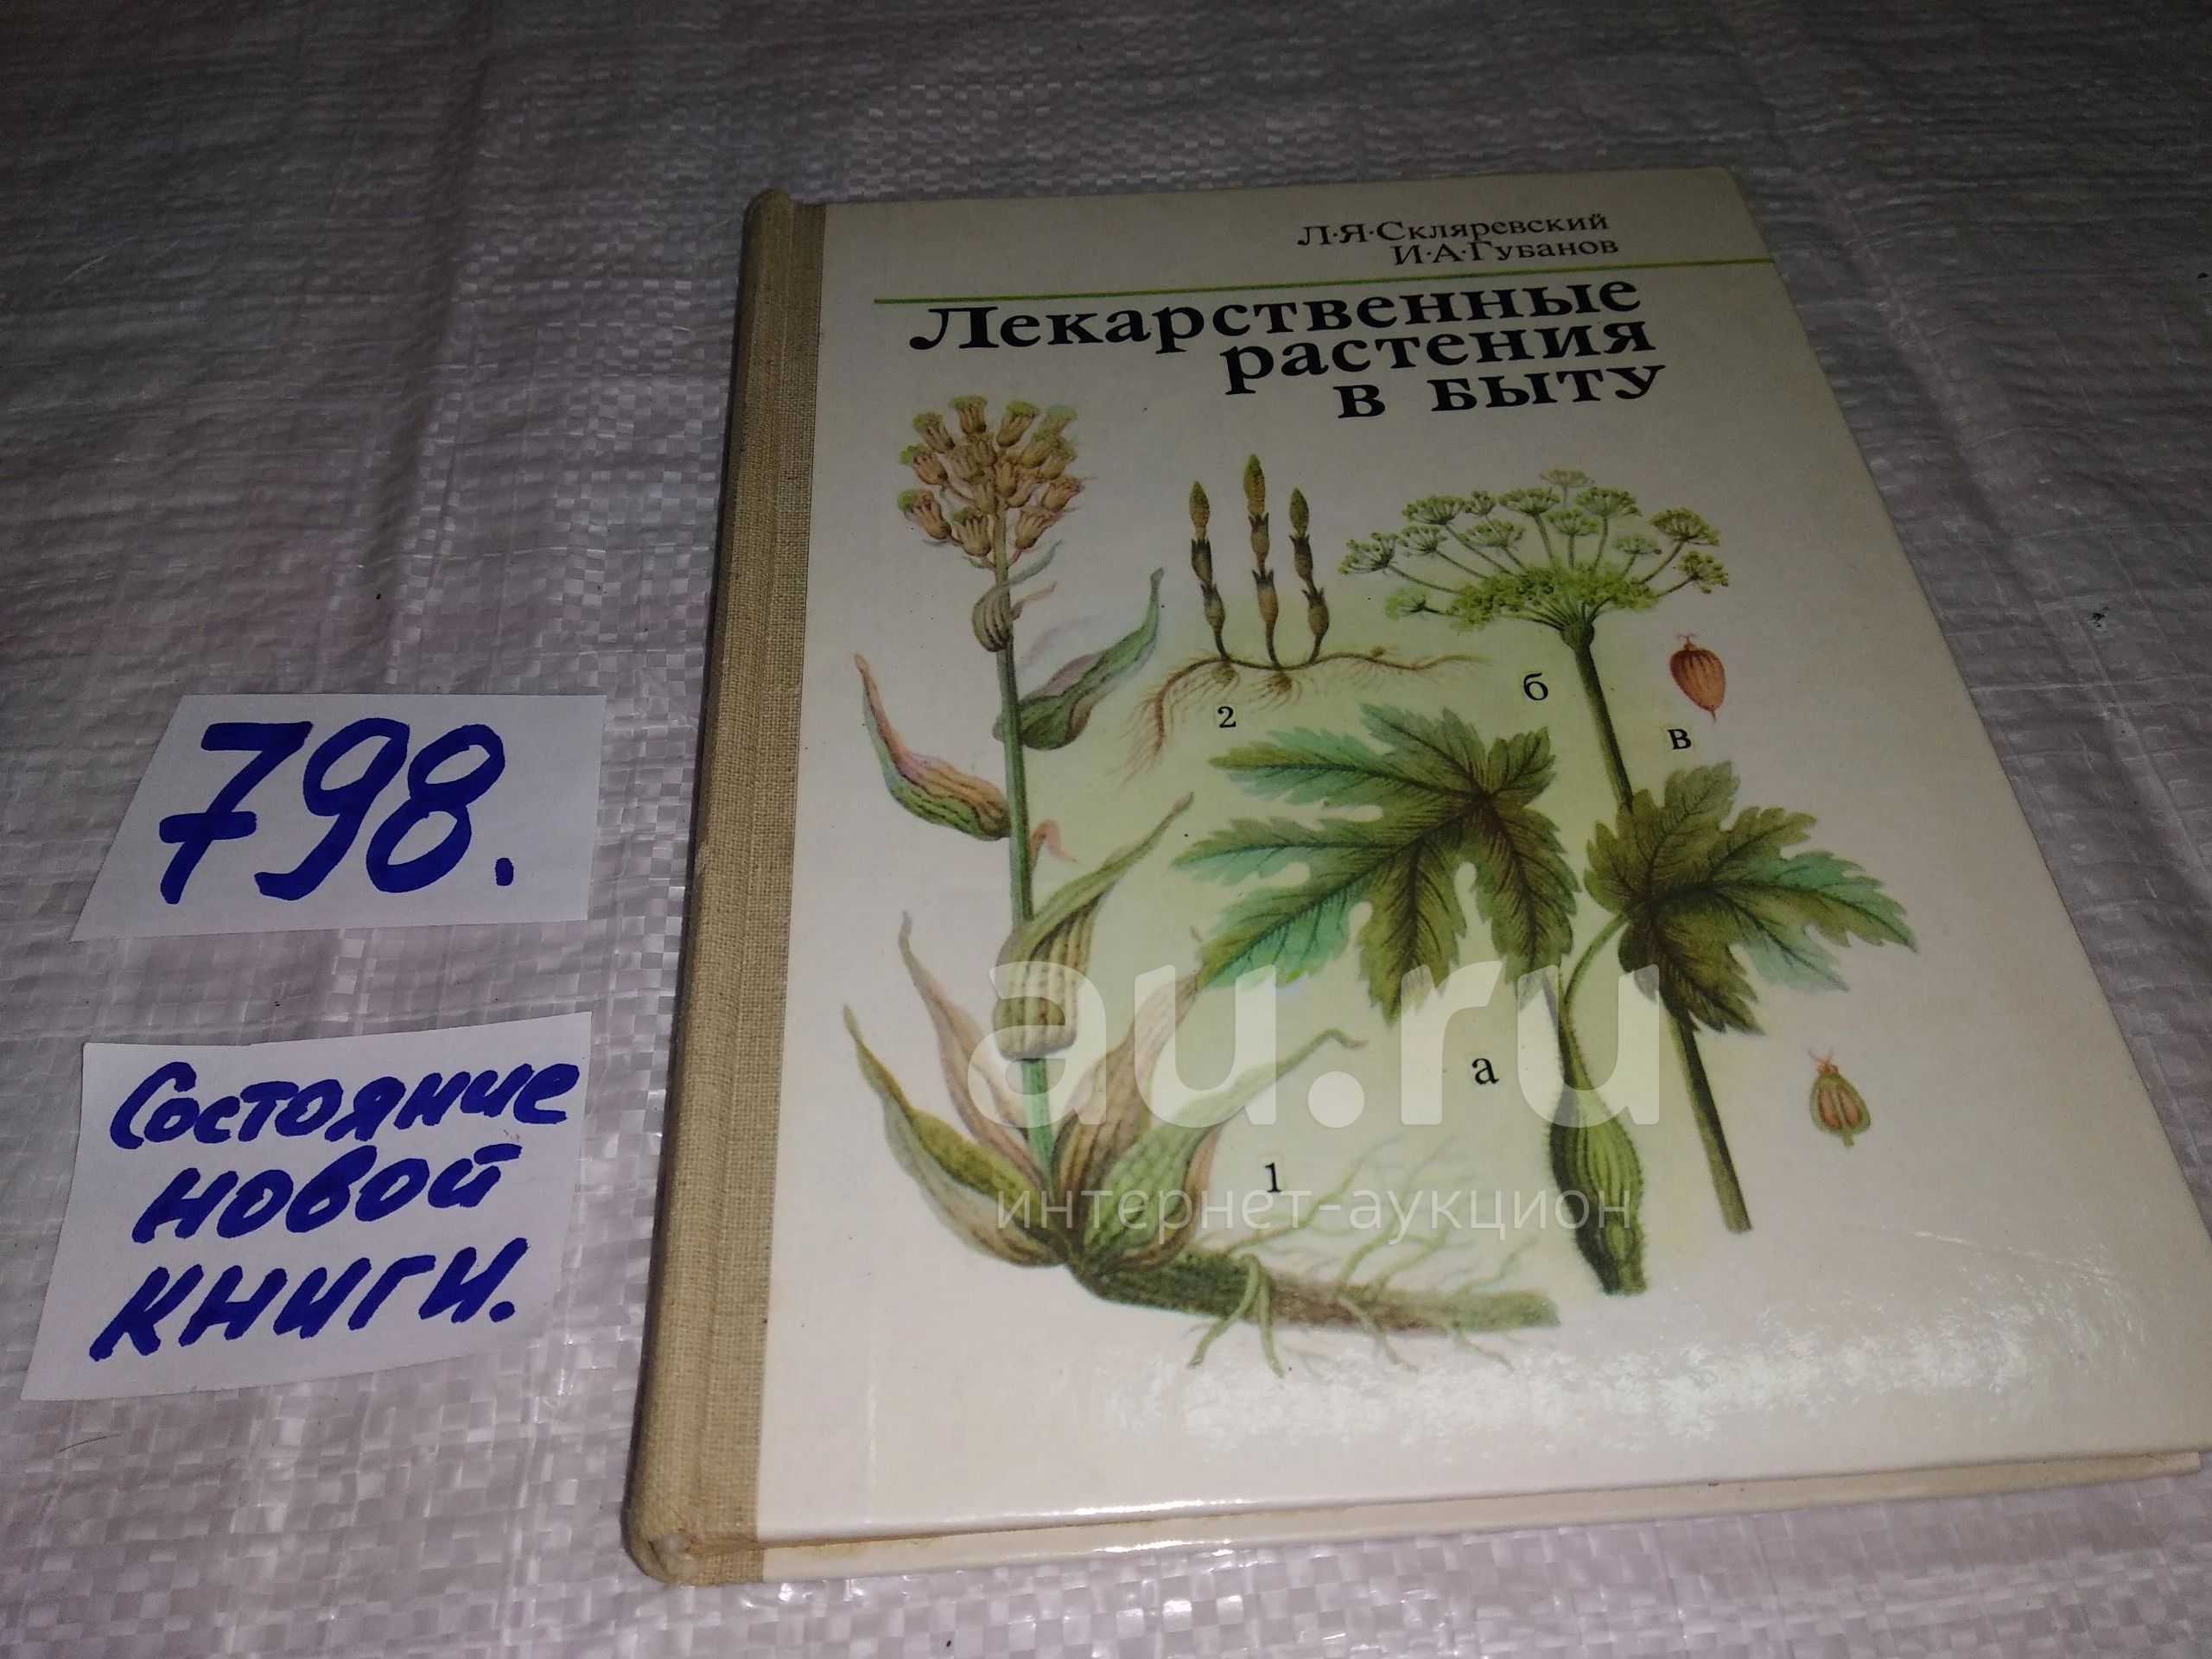 Л·Я·Скляревский
И·А·Губанов
Лекарственные
растения
в быту
2
б
в
а
1
798.
Состояние
новой
книги.
au.ru
интернет-аукцион